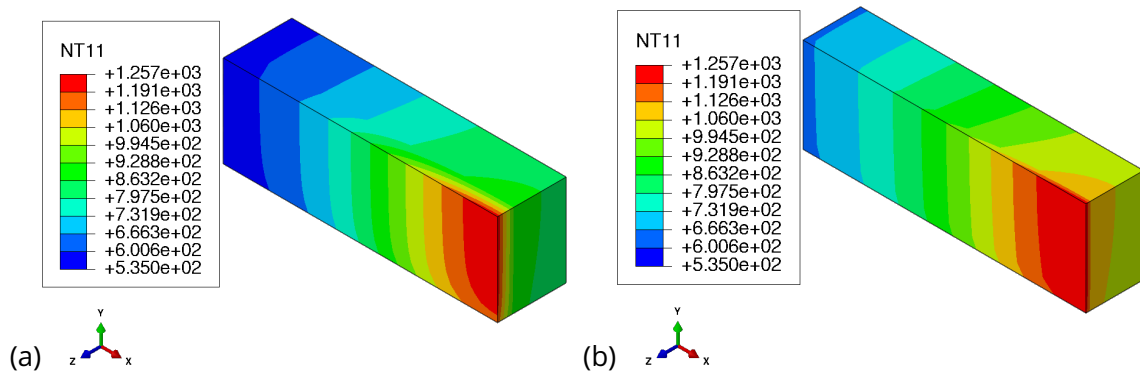 NT11
+1.257e+03
+1.191e+03
+1.126e+03
+1.060e+03
+9.945e+02
+9.288e+02
+8.632e+02
+7.975e+02
+7.319e+02
+6.663e+02
+6.006e+02
+5.350e+02
Y
Z
X
(a)
NT11
+1.257e+03
+1.191e+03
+1.126e+03
+1.060e+03
+9.945e+02
+9.288e+02
+8.632e+02
+7.975e+02
+7.319e+02
+6.663e+02
+6.006e+02
+5.350e+02
Y
Z
X
(b)